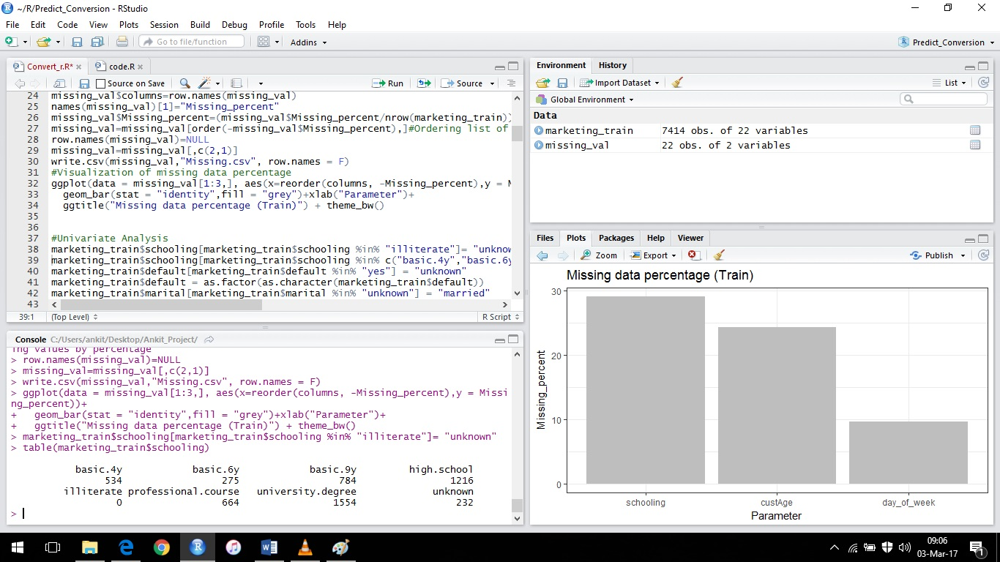 ~/R/Predict_Conversion - RStudio
File Edit Code View Plots Session Build Debug Profile Tools Help
Go to file/function Addins Predict_Conversion
Convert_r.R* code.R
Source on Save Run Source
24 missing_val$columns=row.names(missing_val)
25 names(missing_val)[1]="Missing_percent"
26 missing_val$Missing_percent=(missing_val$Missing_percent/nrow(marketing_train))
27 missing_val=missing_val[order(-missing_val$Missing_percent),]#Ordering list of
28 row.names(missing_val)=NULL
29 missing_val=missing_val[,c(2,1)]
30 write.csv(missing_val,"Missing.csv", row.names = F)
31 #Visualization of missing data percentage
32 ggplot(data = missing_val[1:3,], aes(x=reorder(columns, -Missing_percent),y = M
33 geom_bar(stat = "identity",fill = "grey")+xlab("Parameter")+
34 ggtitle("Missing data percentage (Train)") + theme_bw()
35
36
37 #Univariate Analysis
38 marketing_train$schooling[marketing_train$schooling %in% "illiterate"]= "unknow
39 marketing_train$schooling[marketing_train$schooling %in% c("basic.4y","basic.6y
40 marketing_train$default[marketing_train$default %in% "yes"] = "unknown"
41 marketing_train$default = as.factor(as.character(marketing_train$default))
42 marketing_train$marital[marketing_train$marital %in% "unknown"] = "married"
43
39:1 (Top Level) R Script
Console C:/Users/ankit/Desktop/Ankit_Project/
ing values by percentage
> row.names(missing_val)=NULL
> missing_val=missing_val[,c(2,1)]
> write.csv(missing_val,"Missing.csv", row.names = F)
> ggplot(data = missing_val[1:3,], aes(x=reorder(columns, -Missing_percent),y = Missi
ng_percent))+
+ geom_bar(stat = "identity",fill = "grey")+xlab("Parameter")+
+ ggtitle("Missing data percentage (Train)") + theme_bw()
> marketing_train$schooling[marketing_train$schooling %in% "illiterate"]= "unknown"
> table(marketing_train$schooling)
basic.4y basic.6y basic.9y high.school
534 275 784 1216
illiterate professional.course university.degree unknown
0 664 1554 232
>
Environment History
Import Dataset List
Global Environment
Data
marketing_train 7414 obs. of 22 variables
missing_val 22 obs. of 2 variables
Files Plots Packages Help Viewer
Zoom Export Publish
Missing data percentage (Train)
30
20
10
0
Missing_percent
schooling custAge day_of_week
Parameter
09:06
03-Mar-17
1